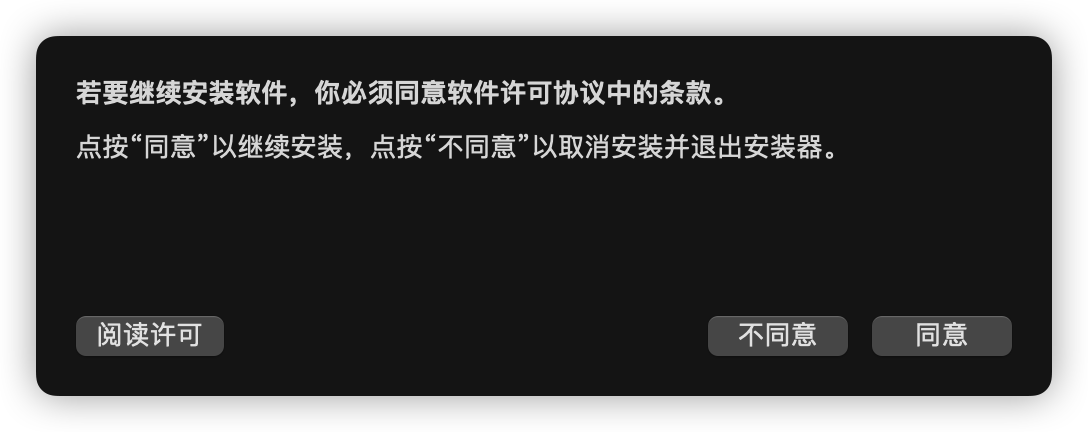 若要继续安装软件，你必须同意软件许可协议中的条款。
点按“同意”以继续安装，点按“不同意”以取消安装并退出安装器。
阅读许可
不同意
同意